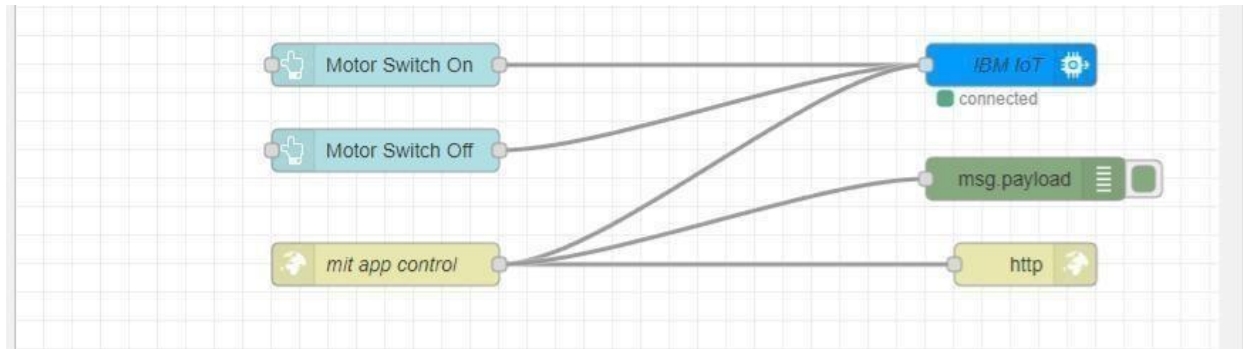 Motor Switch On
IBM IoT
connected
Motor Switch Off
msg.payload
mit app control
http